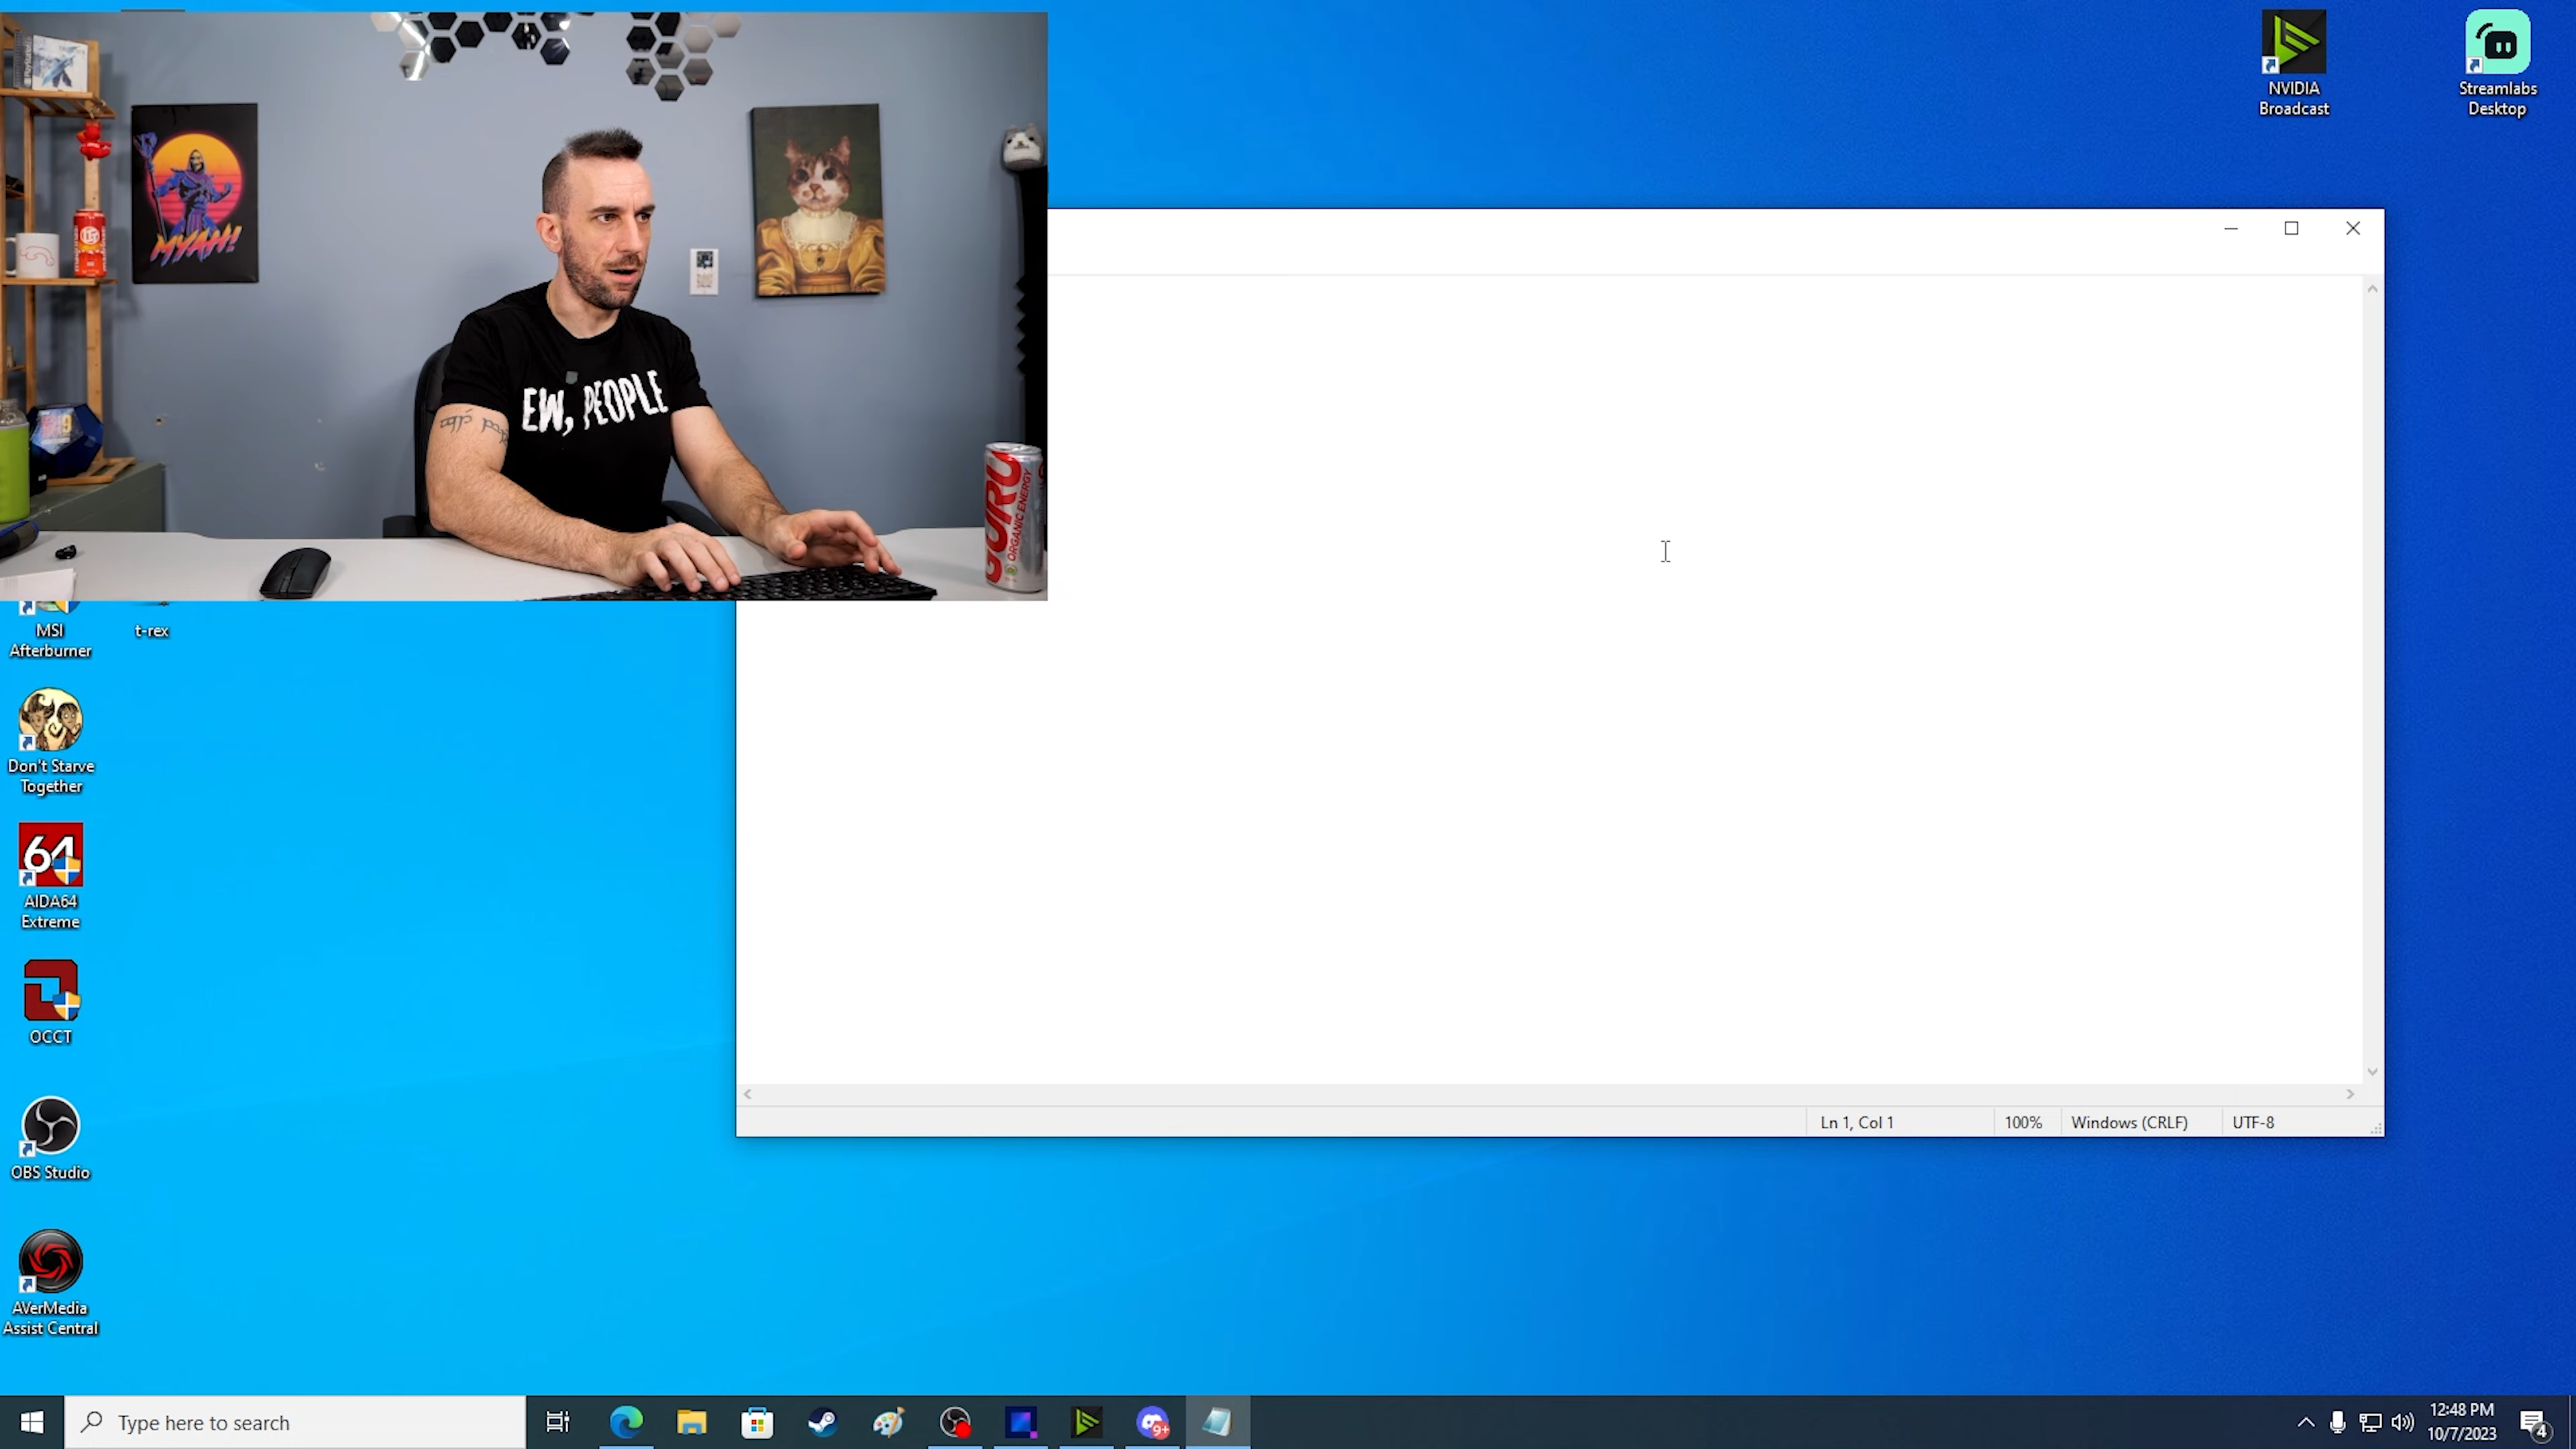 NVIDIA
Broadcast
Streamlabs
Desktop
MYAH!
EW, PEOPLE
GURU
ORGANIC ENERGY
MSI
Afterburner
t-rex
Don't Starve
Together
64
AIDA64
Extreme
OCCT
OBS Studio
AVerMedia
Assist Central
Ln 1, Col 1
100%
Windows (CRLF)
UTF-8
Type here to search
9+
12:48 PM
10/7/2023
4